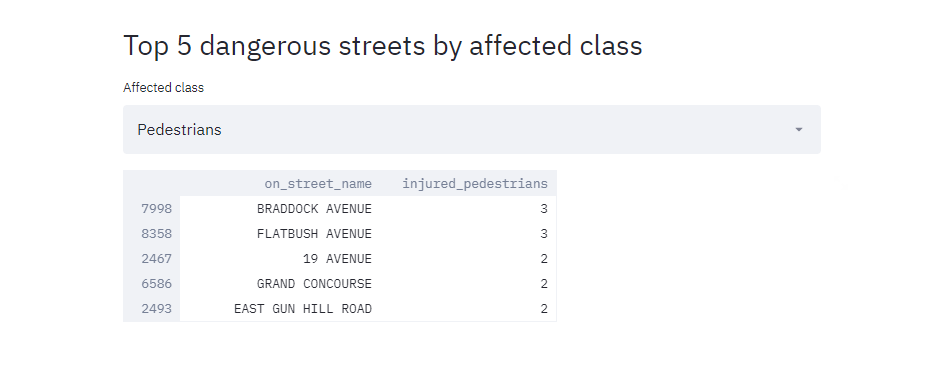 Top 5 dangerous streets by affected class
Affected class
Pedestrians
on_street_name injured_pedestrians
7998 BRADDOCK AVENUE 3
8358 FLATBUSH AVENUE 3
2467 19 AVENUE 2
6586 GRAND CONCOURSE 2
2493 EAST GUN HILL ROAD 2